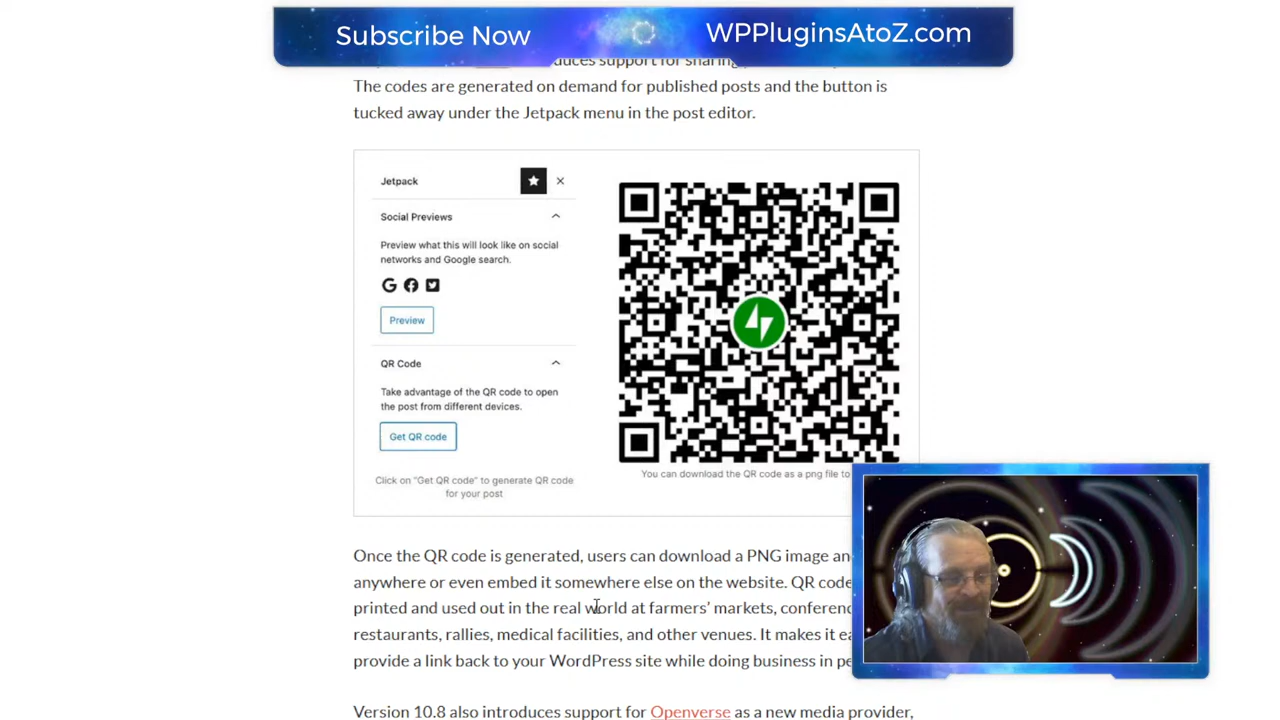 Subscribe Now
WPPluginsAtoZ.com
support for sharing
The codes are generated on demand for published posts and the button is
tucked away under the Jetpack menu in the post editor.
Jetpack
Social Previews
Preview what this will look like on social
networks and Google search.
Preview
QR Code
Take advantage of the QR code to open
the post from different devices.
Get QR code
Click on "Get QR code" to generate QR code
for your post
You can download the QR code as a png file to
Once the QR code is generated, users can download a PNG image
anywhere or even embed it somewhere else on the website. QR code
printed and used out in the real world at farmers’ markets,
restaurants, rallies, medical facilities, and other venues. It makes it
provide a link back to your WordPress site while doing business in
Version 10.8 also introduces support for Openverse as a new media provider,